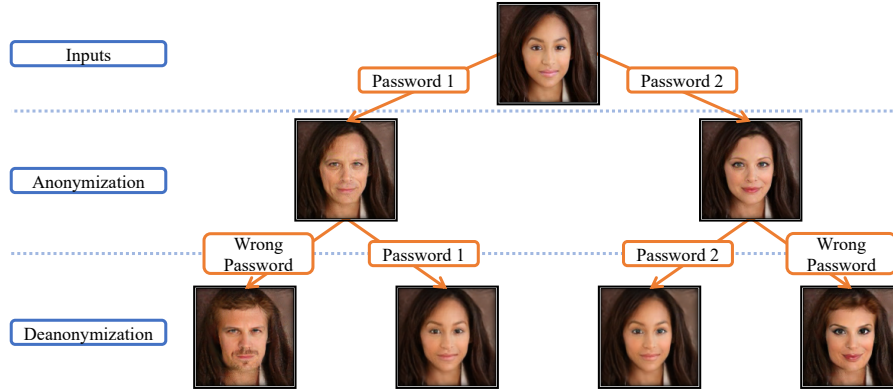 Inputs
Password 1
Password 2
Anonymization
Wrong
Password
Password 1
Password 2
Wrong
Password
Deanonymization